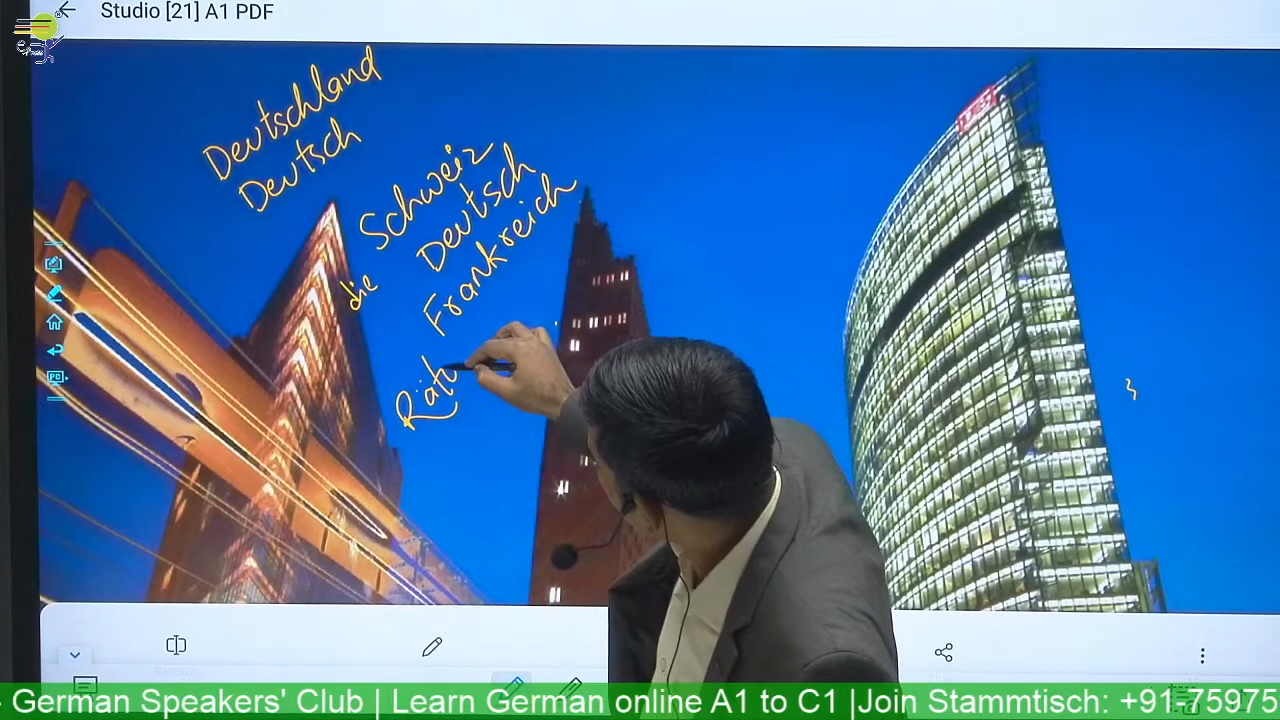 Studio [21] A1 PDF
Deutschland
Deutsch
Schweiz
die
Deutsch
Frankreich
Rät
German Speakers' Club | Learn German online A1 to C1 |Join Stammtisch: +91-75975